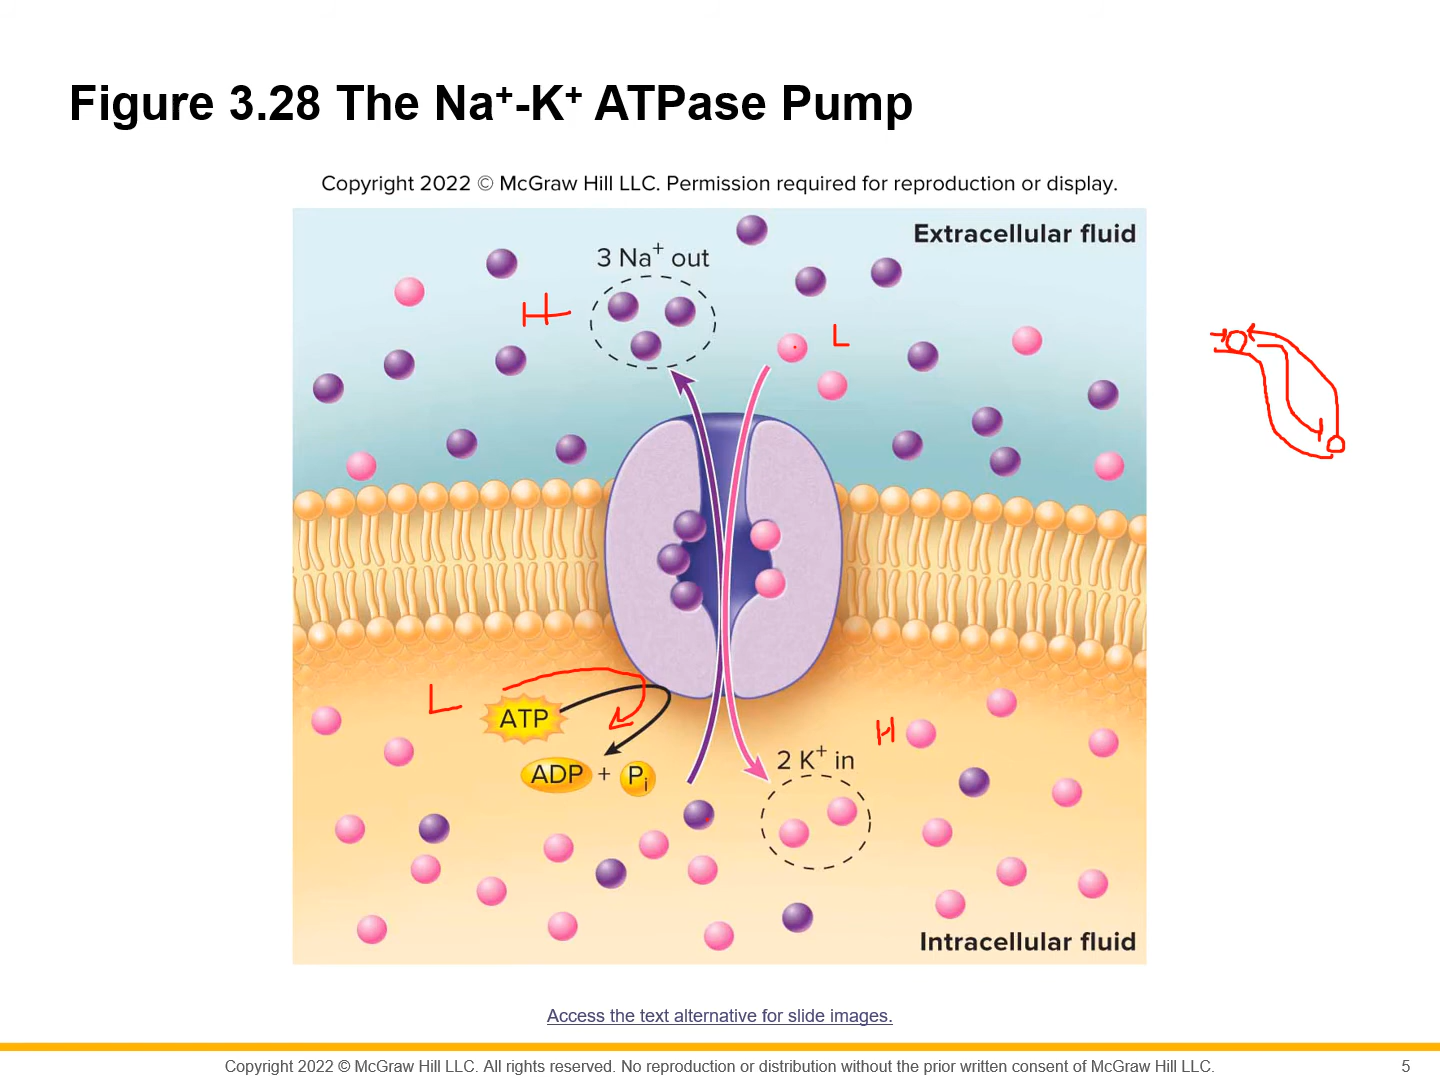 Figure 3.28 The Na⁺-K⁺ ATPase Pump
Copyright 2022 © McGraw Hill LLC. Permission required for reproduction or display.
Extracellular fluid
3 Na⁺ out
H
L
L
ATP
H
2 K⁺ in
ADP + Pᵢ
Intracellular fluid
Access the text alternative for slide images.
Copyright 2022 © McGraw Hill LLC. All rights reserved. No reproduction or distribution without the prior written consent of McGraw Hill LLC.
5